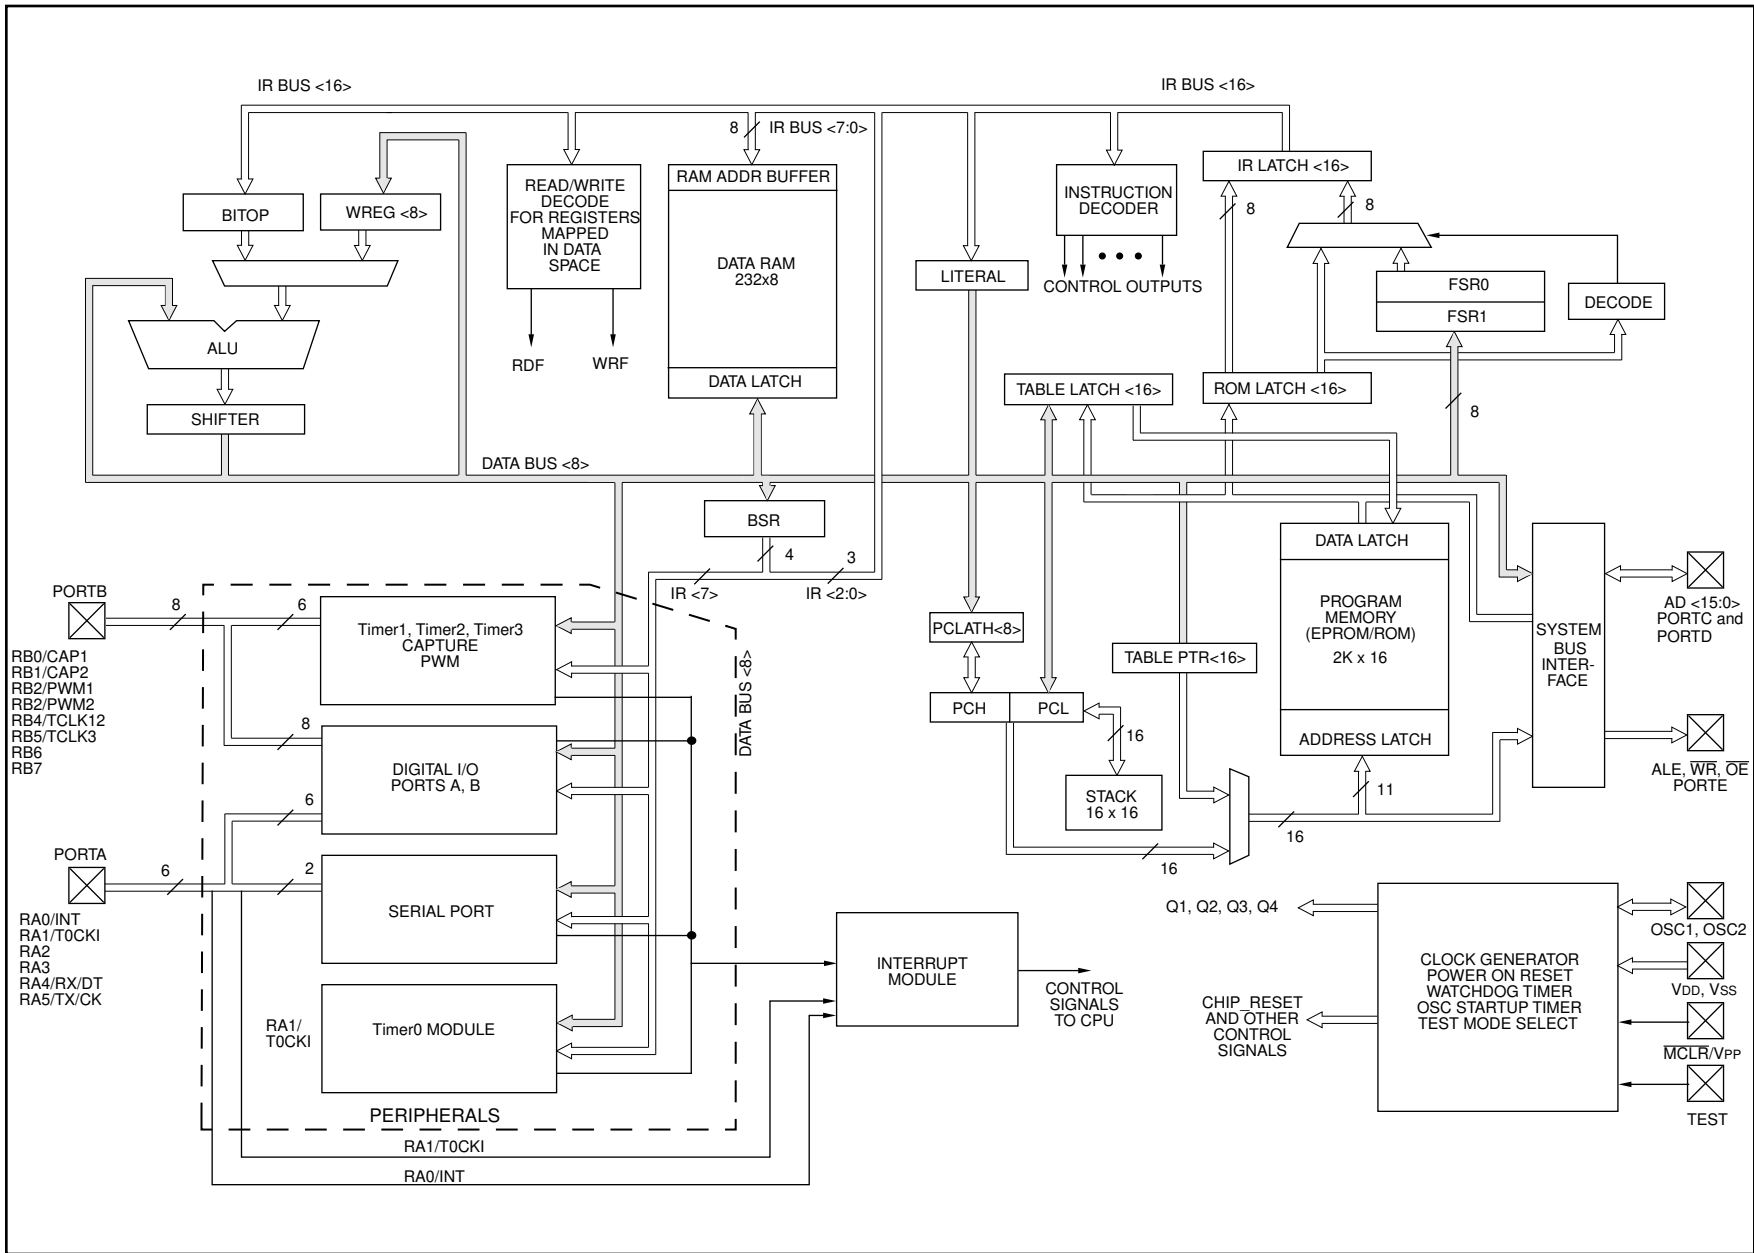 IR BUS <16>
IR BUS <16>
8
IR BUS <7:0>
BITOP
WREG <8>
READ/WRITE
DECODE
FOR REGISTERS
MAPPED
IN DATA
SPACE
RDF
WRF
RAM ADDR BUFFER
DATA RAM
232x8
DATA LATCH
LITERAL
INSTRUCTION
DECODER
• • •
CONTROL OUTPUTS
IR LATCH <16>
8
8
FSR0
FSR1
DECODE
ALU
SHIFTER
TABLE LATCH <16>
ROM LATCH <16>
8
DATA BUS <8>
BSR
4
3
IR <7>
IR <2:0>
DATA LATCH
PROGRAM
MEMORY
(EPROM/ROM)
2K x 16
ADDRESS LATCH
SYSTEM
BUS
INTER-
FACE
AD <15:0>
PORTC and
PORTD
ALE, WR, OE
PORTE
PCLATH<8>
TABLE PTR<16>
PCH
PCL
16
STACK
16 x 16
11
16
16
PORTB
8
6
RB0/CAP1
RB1/CAP2
RB2/PWM1
RB2/PWM2
RB4/TCLK12
RB5/TCLK3
RB6
RB7
Timer1, Timer2, Timer3
CAPTURE
PWM
DATA BUS <8>
8
DIGITAL I/O
PORTS A, B
6
PORTA
6
2
RA0/INT
RA1/T0CKI
RA2
RA3
RA4/RX/DT
RA5/TX/CK
SERIAL PORT
RA1/
T0CKI
Timer0 MODULE
PERIPHERALS
RA1/T0CKI
RA0/INT
INTERRUPT
MODULE
CONTROL
SIGNALS
TO CPU
Q1, Q2, Q3, Q4
CHIP_RESET
AND OTHER
CONTROL
SIGNALS
CLOCK GENERATOR
POWER ON RESET
WATCHDOG TIMER
OSC STARTUP TIMER
TEST MODE SELECT
OSC1, OSC2
VDD, VSS
MCLR/VPP
TEST